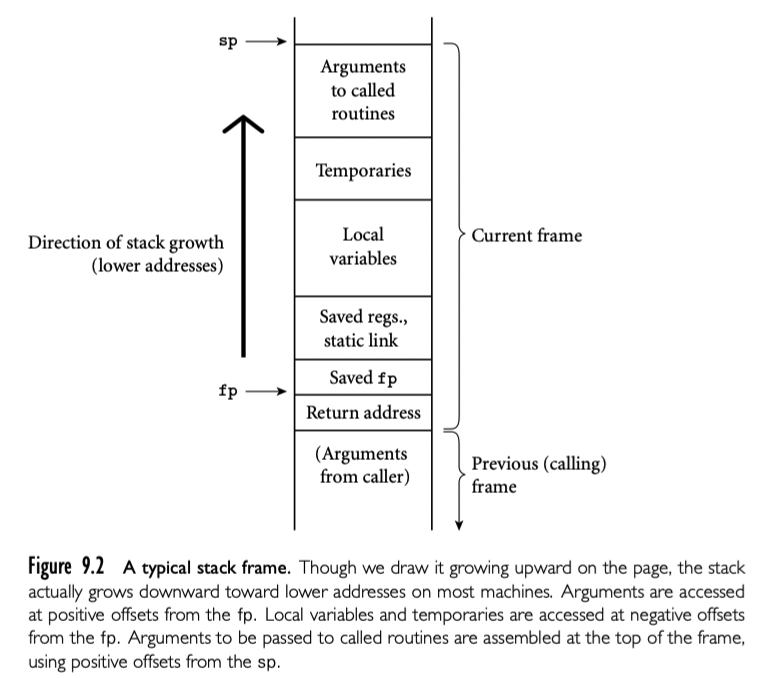 sp
Arguments
to called
routines
Temporaries
Direction of stack growth
(lower addresses)
Local
variables
Current frame
Saved regs.,
static link
Saved fp
fp
Return address
(Arguments
from caller)
Previous (calling)
frame
Figure 9.2 A typical stack frame. Though we draw it growing upward on the page, the stack
actually grows downward toward lower addresses on most machines. Arguments are accessed
at positive offsets from the fp. Local variables and temporaries are accessed at negative offsets
from the fp. Arguments to be passed to called routines are assembled at the top of the frame,
using positive offsets from the sp.